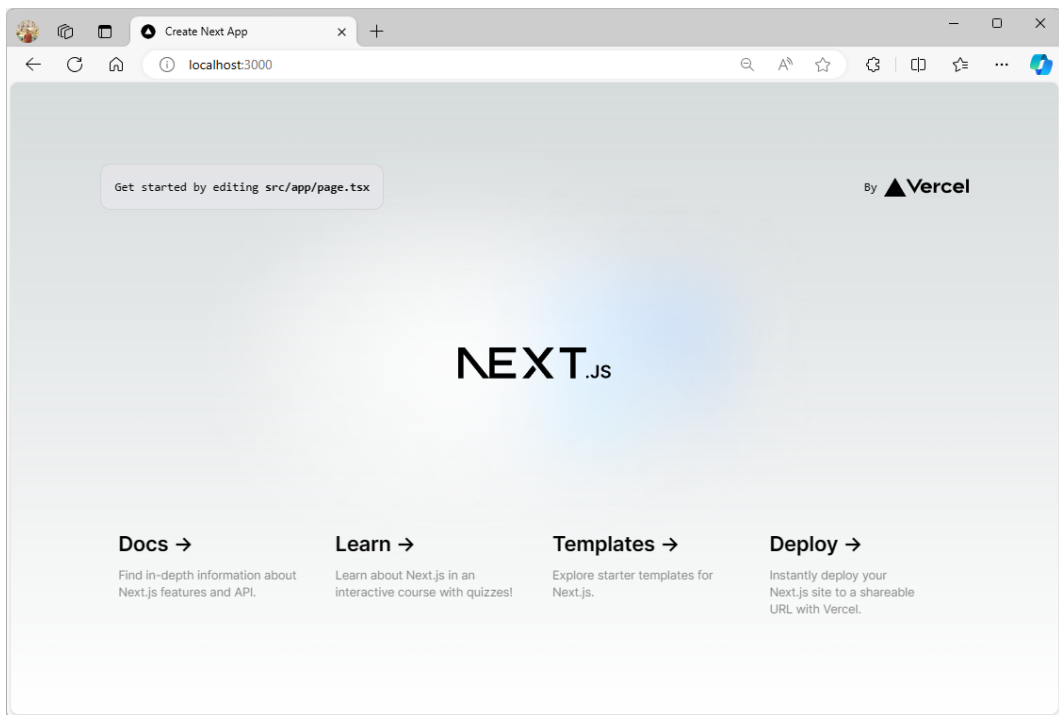 Create Next App
localhost:3000
Get started by editing src/app/page.tsx
By Vercel
NEXT.JS
Docs →
Find in-depth information about
Next.js features and API.
Learn →
Learn about Next.js in an
interactive course with quizzes!
Templates →
Explore starter templates for
Next.js.
Deploy →
Instantly deploy your
Next.js site to a shareable
URL with Vercel.